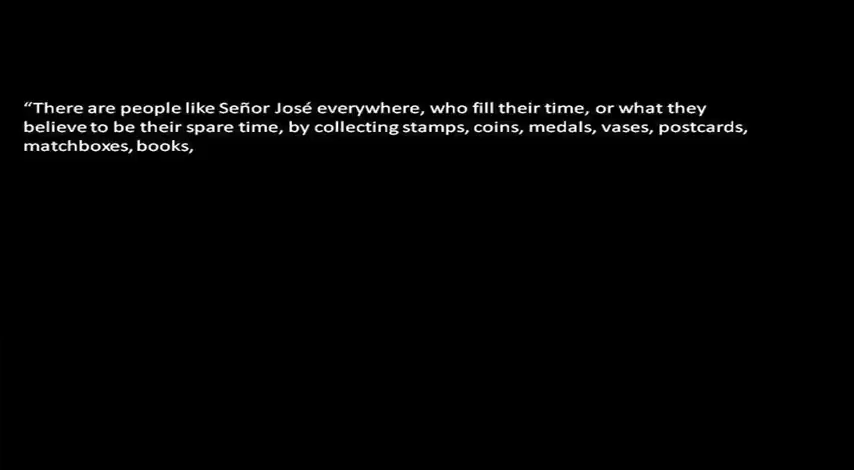 “There are people like Señor José everywhere, who fill their time, or what they
believe to be their spare time, by collecting stamps, coins, medals, vases, postcards,
matchboxes, books,